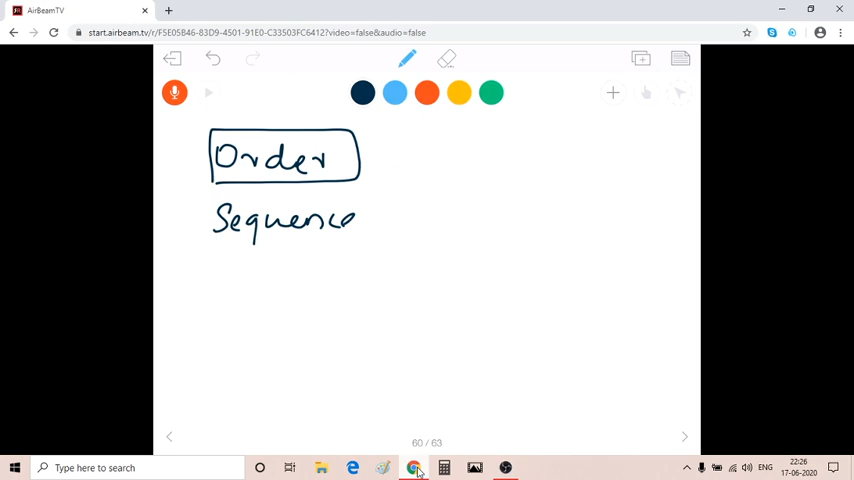 AirBeamTV
start.airbeam.tv/r/F5E05B46-83D9-4501-91E0-C33503FC6412?video=false&audio=false
Order
Sequence
60 / 63
Type here to search
ENG
22:26
17-06-2020